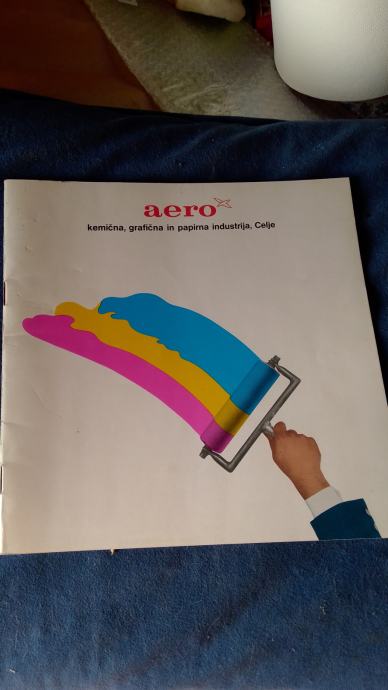 aero
kemična, grafična in papirna industrija, Celje